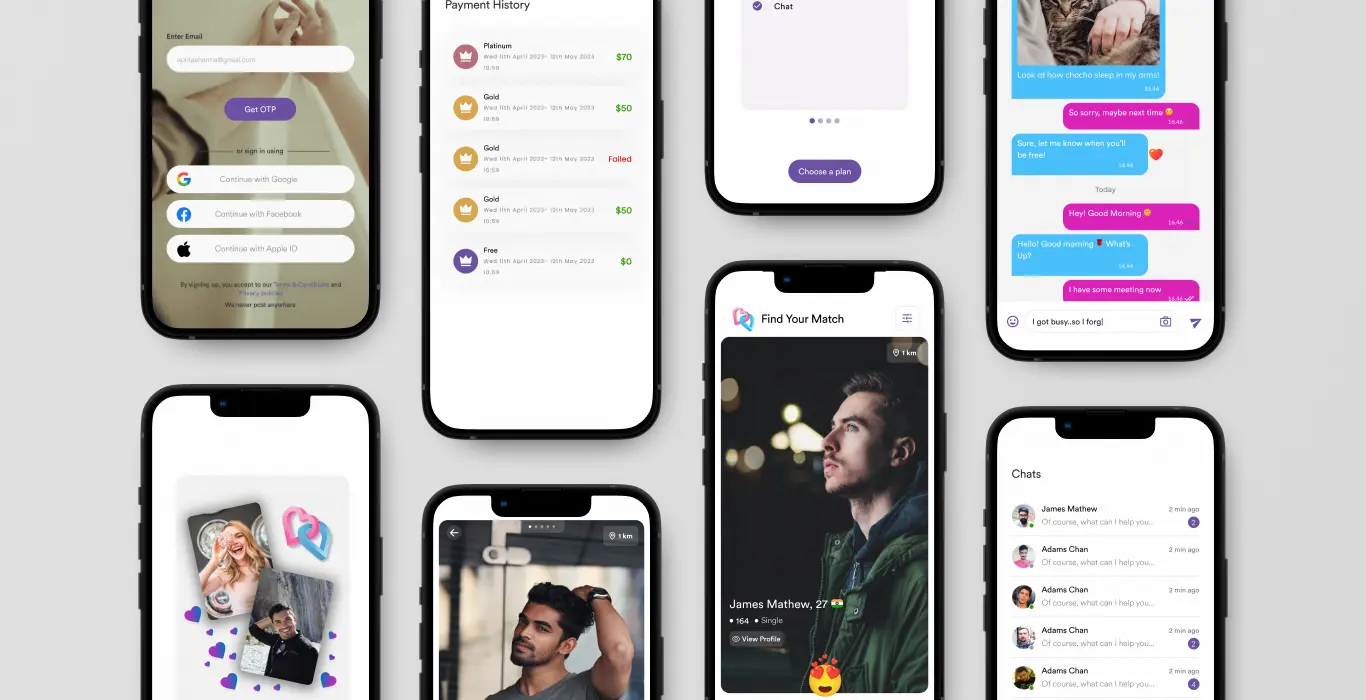 Enter Email
Get OTP
or sign in using
Continue with Google
Continue with Facebook
Continue with Apple IO
By signing up, you accept to our Terms & Conditions and
Privacy policies
We never post anywhere
Payment History
Platinum
Wed 11th April 2023- 12th May 2023
10:59
$70
Gold
Wed 11th April 2023- 12th May 2023
10:59
$50
Gold
Wed 11th April 2023- 12th May 2023
10:59
Failed
Gold
Wed 11th April 2023- 12th May 2023
10:59
$50
Free
Wed 11th April 2023- 12th May 2023
10:59
$0
Chat
Choose a plan
Look at how chocho sleep in my arms!
16.46
So sorry, maybe next time 😢
16.46
Sure, let me know when you'll
be free!
16.46
Today
Hey! Good Morning 😊
16.46
Hello! Good morning 🌹 What's
Up?
16.46
I have some meeting now
16.46
I got busy..so I forg|
1 km
Find Your Match
1 km
James Mathew, 27 🇮🇳
• 164 • Single
View Profile
Chats
James Mathew
2 min ago
Of course, what can I help you...
2
Adams Chan
2 min ago
Of course, what can I help you...
Adams Chan
2 min ago
Of course, what can I help you...
Adams Chan
2 min ago
Of course, what can I help you...
2
Adams Chan
2 min ago
Of course, what can I help you...
4